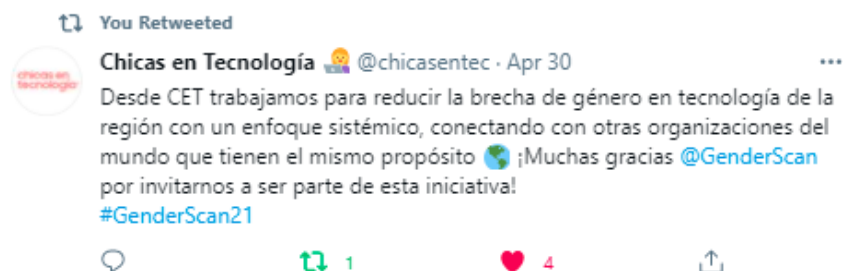 You Retweeted
chicas en
tecnología
Chicas en Tecnología 👩‍💻 @chicasentec · Apr 30
Desde CET trabajamos para reducir la brecha de género en tecnología de la
región con un enfoque sistémico, conectando con otras organizaciones del
mundo que tienen el mismo propósito 🌎 ¡Muchas gracias @GenderScan
por invitarnos a ser parte de esta iniciativa!
#GenderScan21
1 4